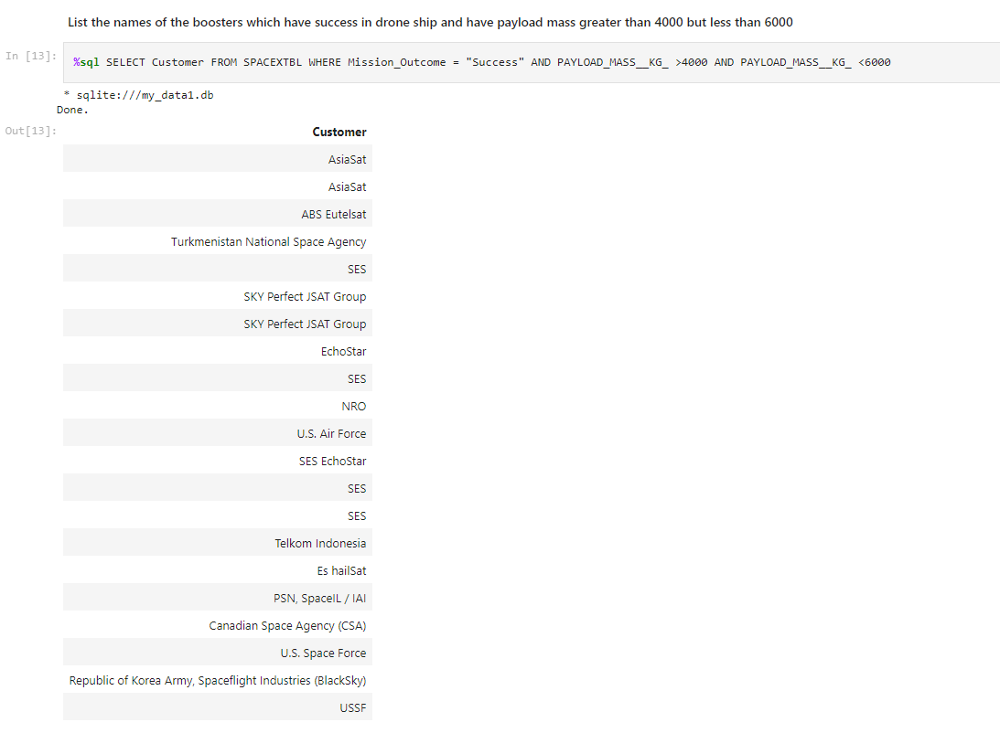 List the names of the boosters which have success in drone ship and have payload mass greater than 4000 but less than 6000
In [13]: %sql SELECT Customer FROM SPACEXTBL WHERE Mission_Outcome = "Success" AND PAYLOAD_MASS__KG_ >4000 AND PAYLOAD_MASS__KG_ <6000
* sqlite:///my_data1.db
Done.
Out[13]: Customer
AsiaSat
AsiaSat
ABS Eutelsat
Turkmenistan National Space Agency
SES
SKY Perfect JSAT Group
SKY Perfect JSAT Group
EchoStar
SES
NRO
U.S. Air Force
SES EchoStar
SES
SES
Telkom Indonesia
Es hailSat
PSN, SpaceIL / IAI
Canadian Space Agency (CSA)
U.S. Space Force
Republic of Korea Army, Spaceflight Industries (BlackSky)
USSF